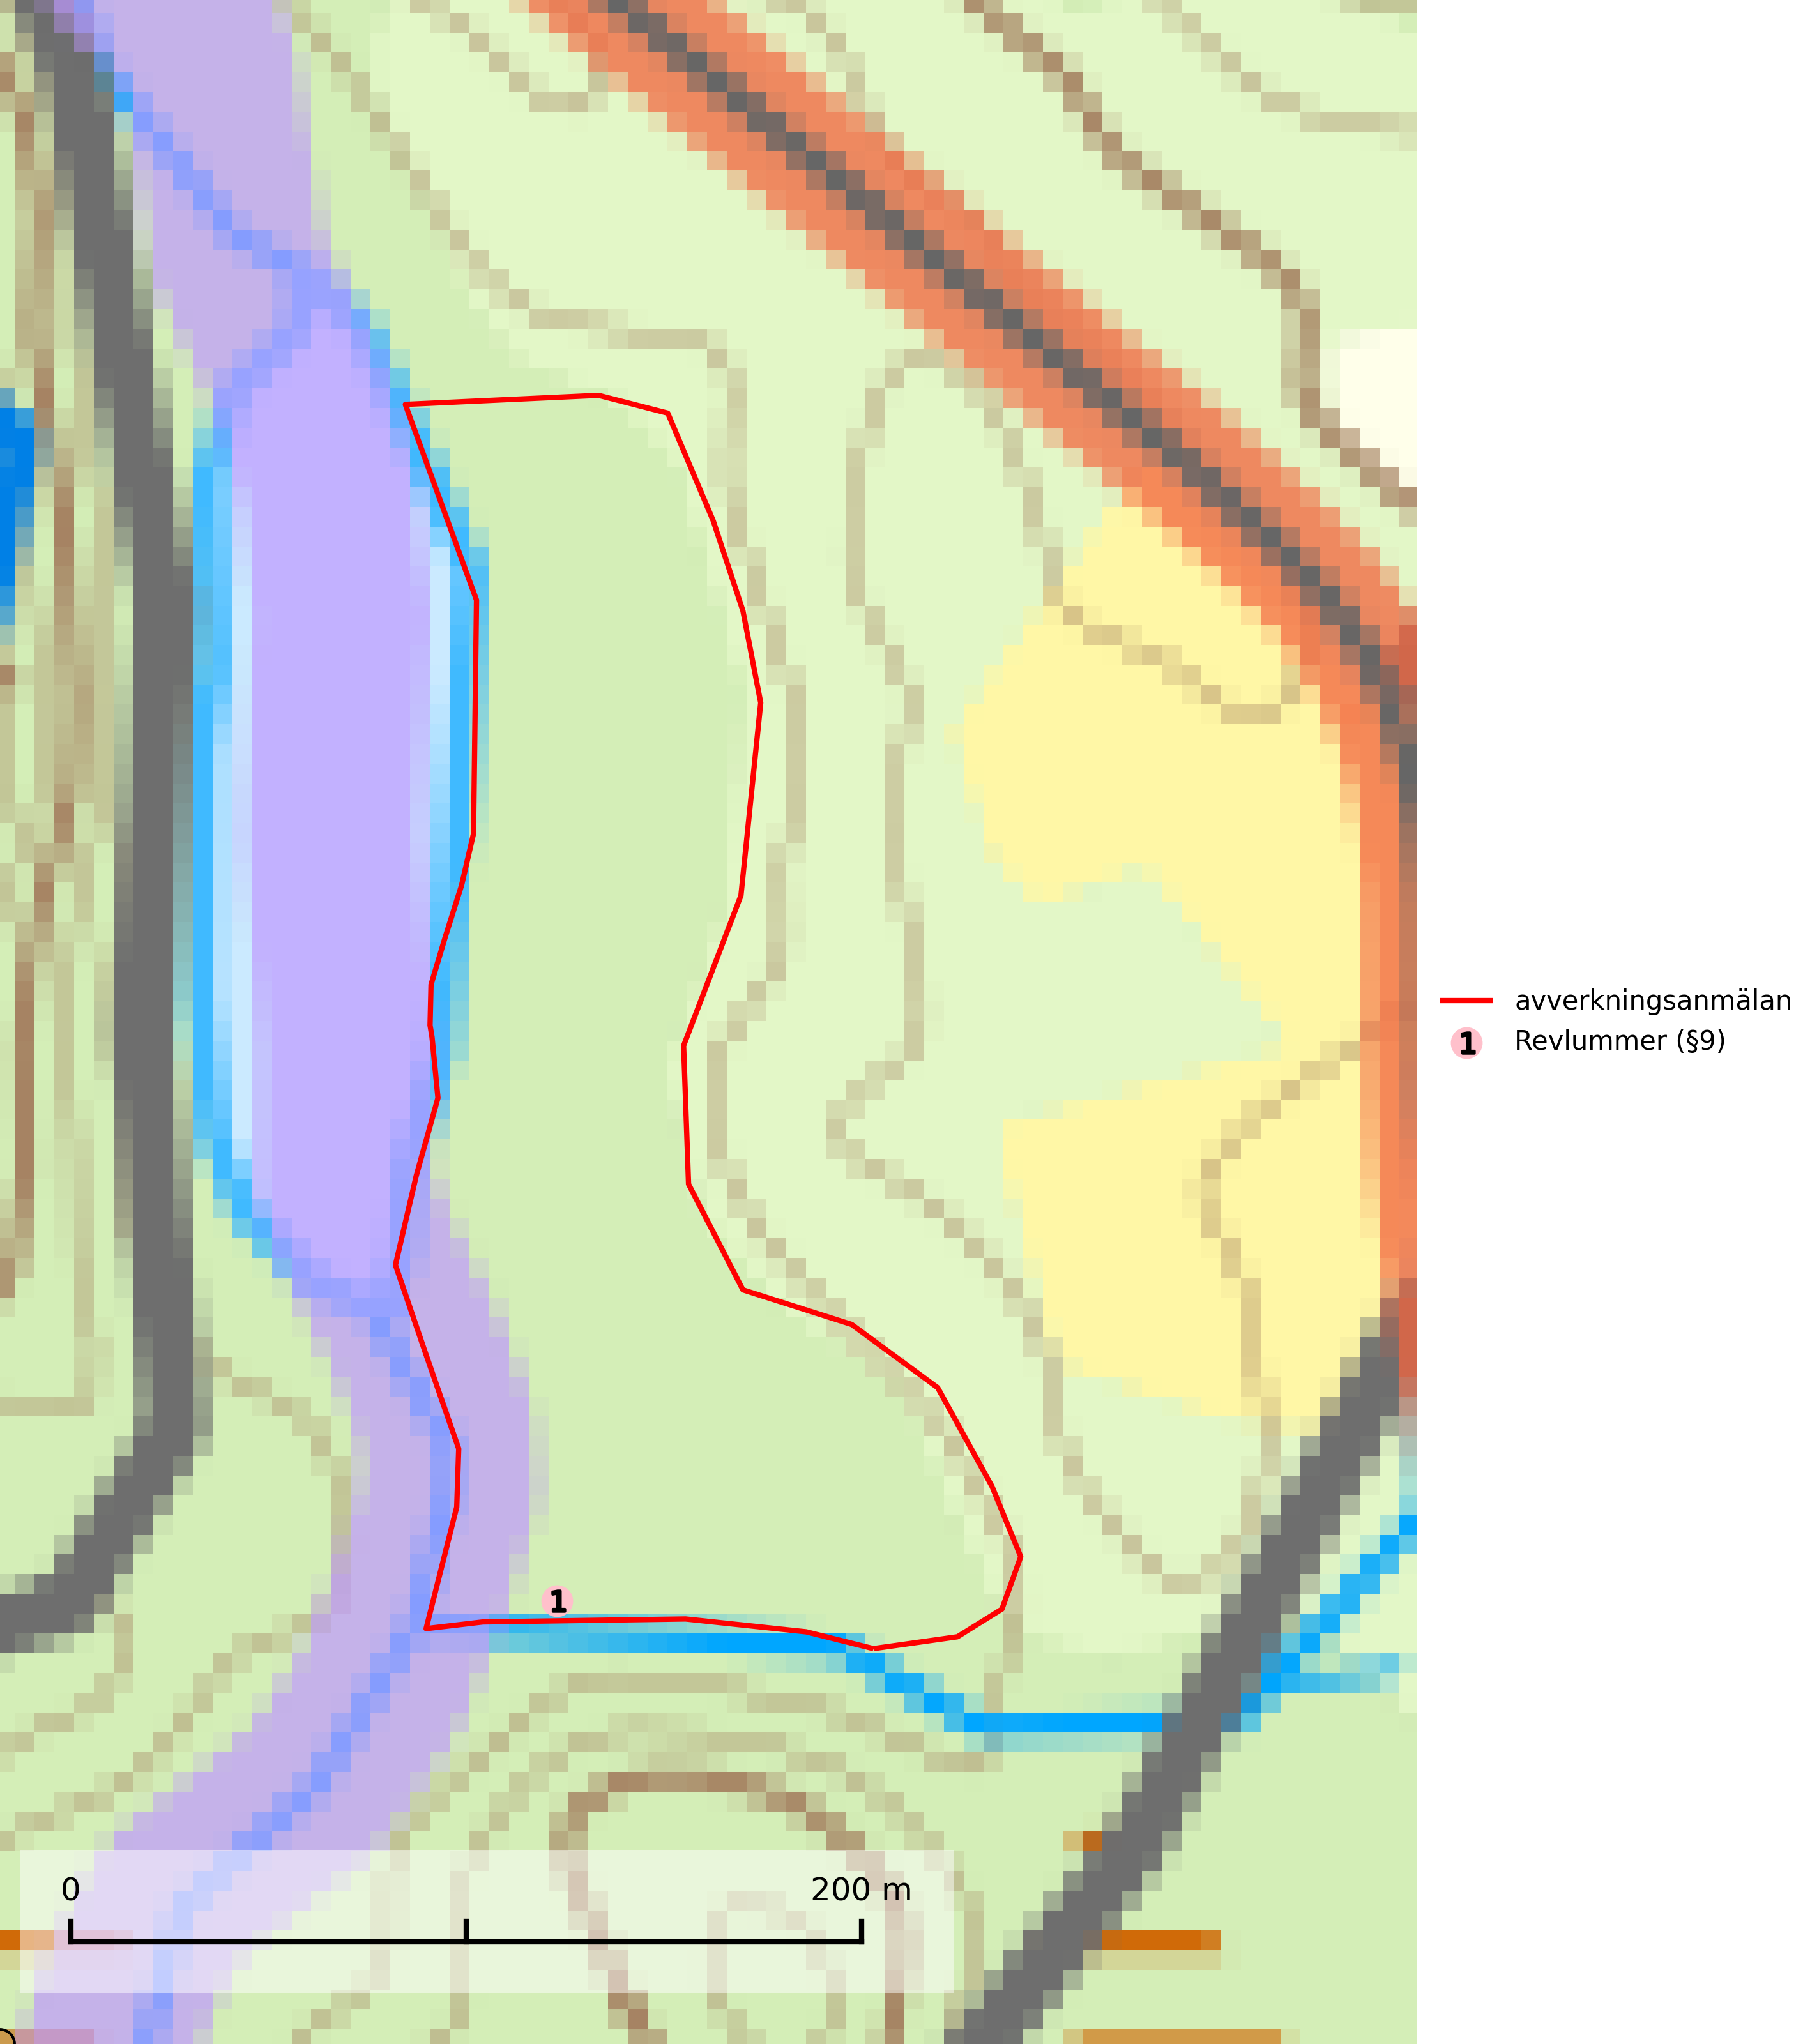 avverkningsanmälan
1 Revlummer (§9)
1
0 200 m